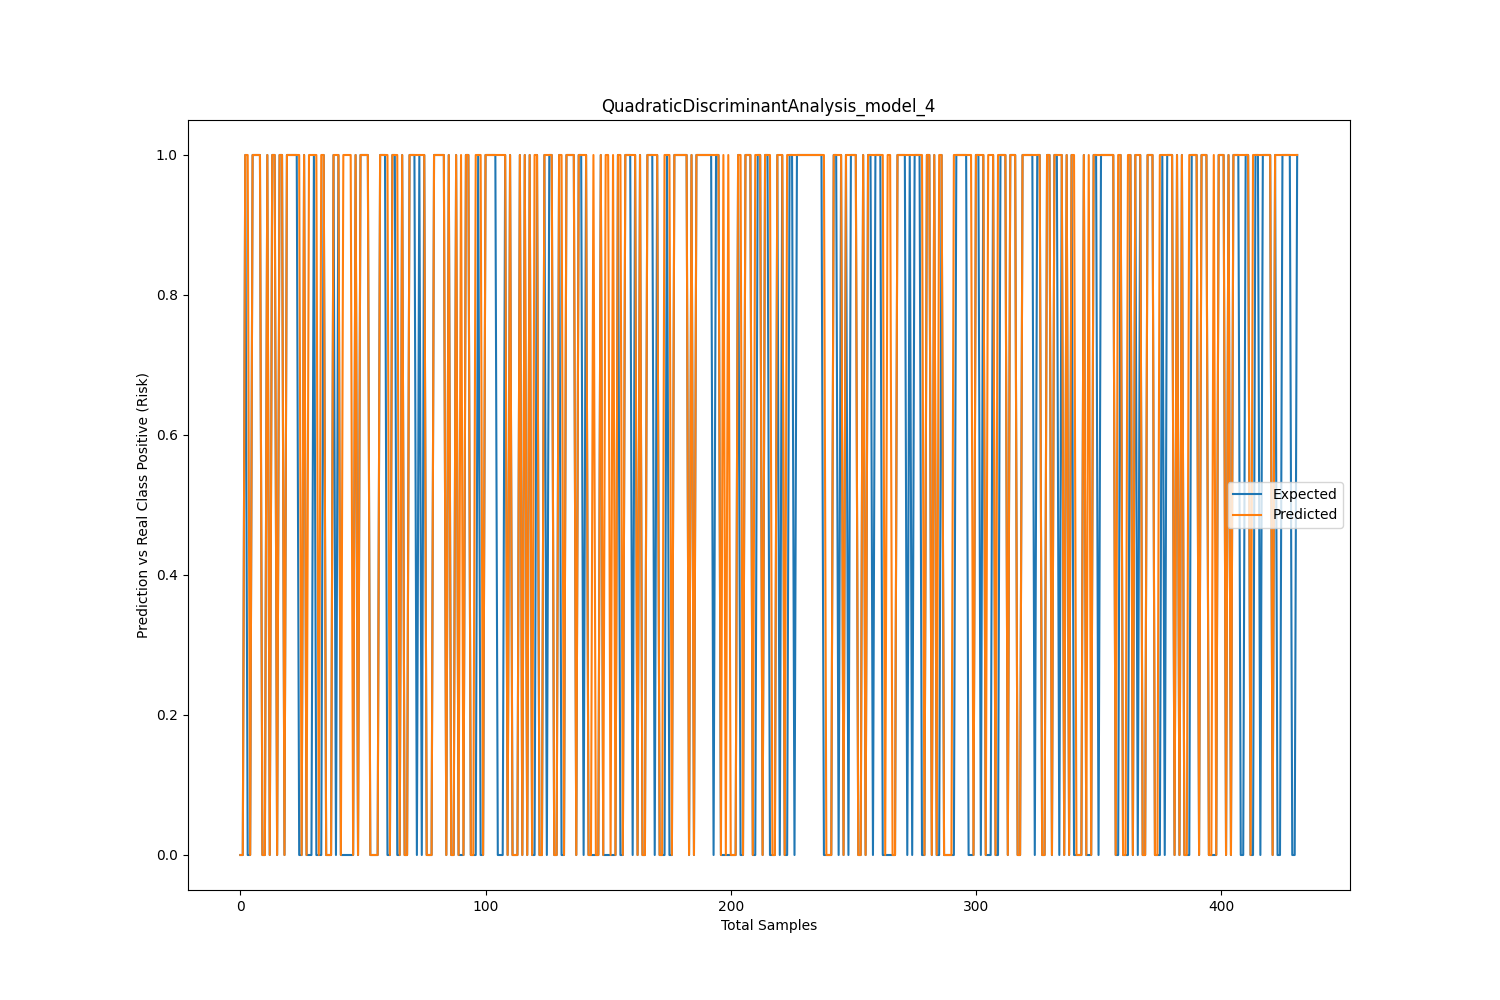 QuadraticDiscriminantAnalysis_model_4
Prediction vs Real Class Positive (Risk)
1.0
0.8
0.6
0.4
0.2
0.0
Expected
Predicted
0
100
200
300
400
Total Samples